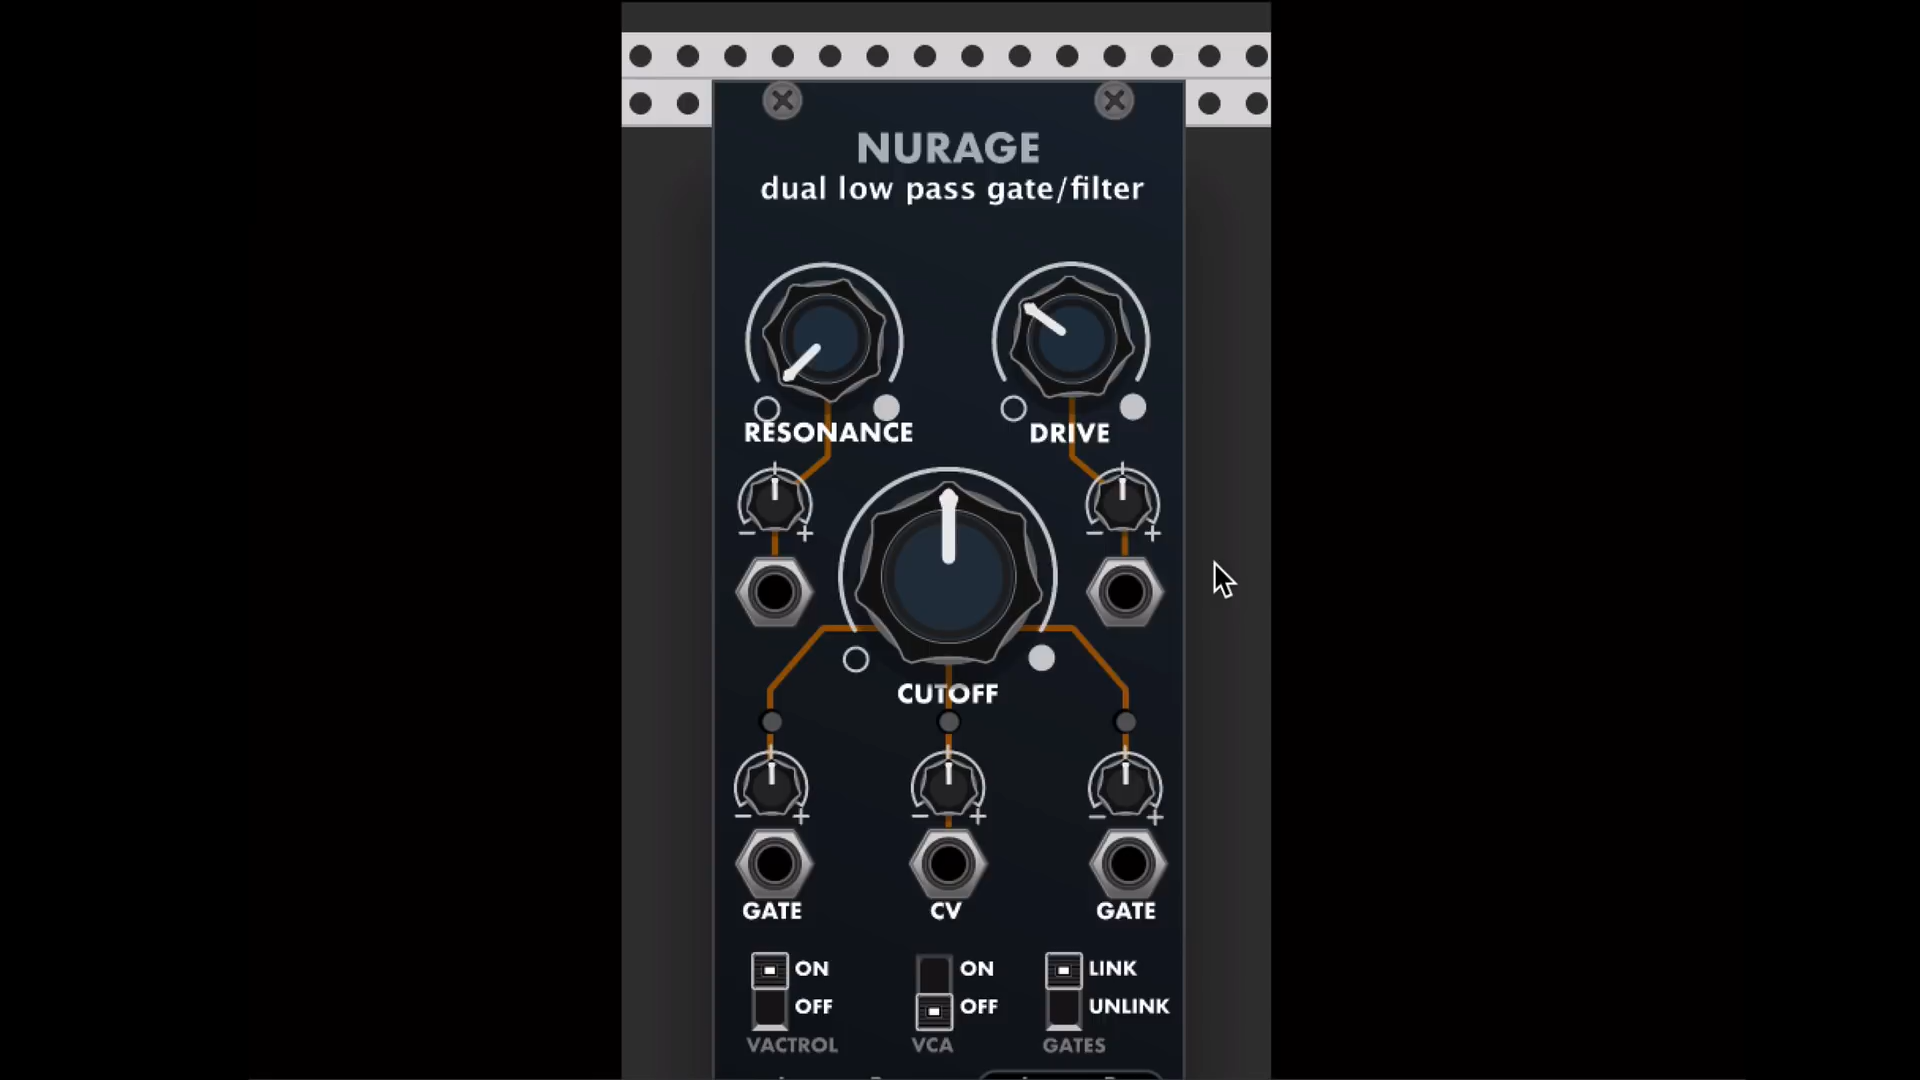 NURAGE
dual low pass gate/filter
RESONANCE DRIVE
- + - +
CUTOFF
- + - + - +
GATE CV GATE
ON ON LINK
OFF OFF UNLINK
VACTROL VCA GATES